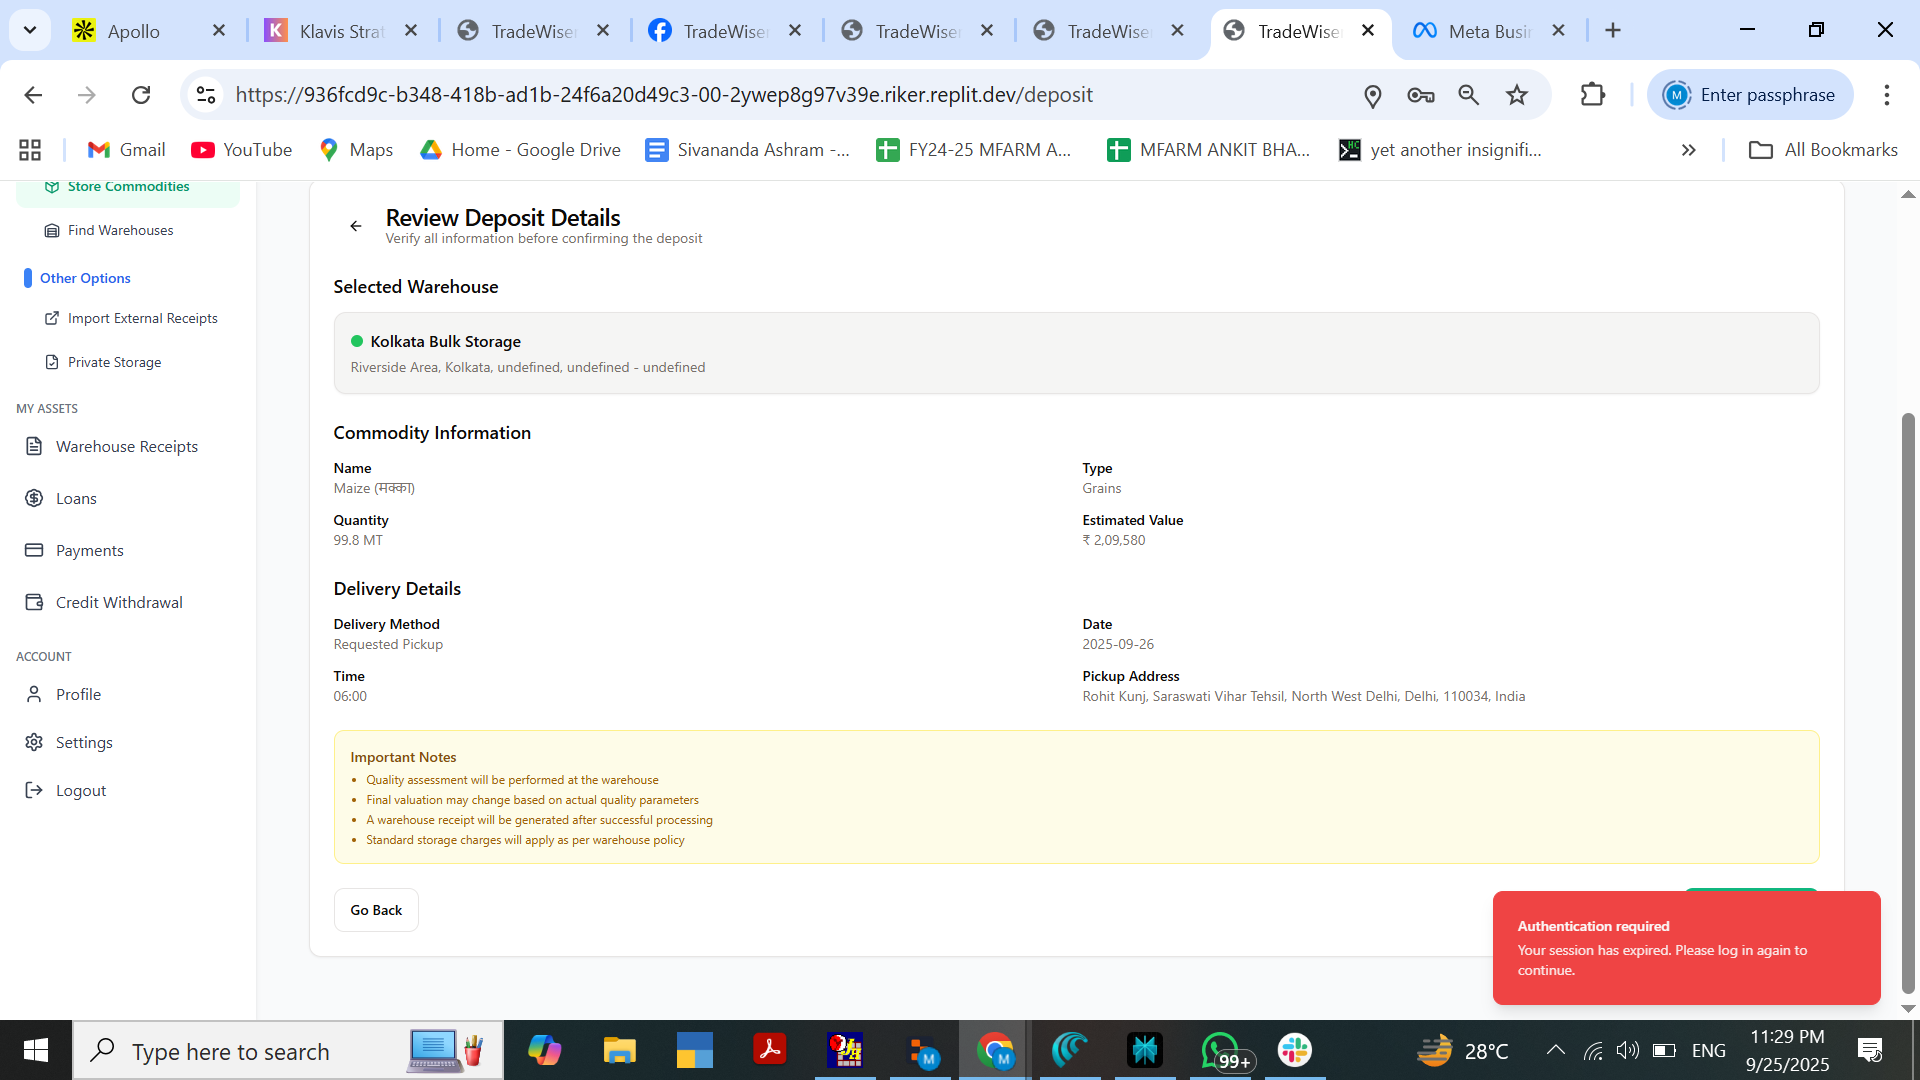 Apollo
Klavis Strat
TradeWiser
TradeWiser
TradeWiser
TradeWiser
TradeWiser
Meta Busin
https://936fcd9c-b348-418b-ad1b-24f6a20d49c3-00-2ywep8g97v39e.riker.replit.dev/deposit
Enter passphrase
Gmail
YouTube
Maps
Home - Google Drive
Sivananda Ashram -...
FY24-25 MFARM A...
MFARM ANKIT BHA...
yet another insignifi...
All Bookmarks
Store Commodities
Find Warehouses
Other Options
Import External Receipts
Private Storage
MY ASSETS
Warehouse Receipts
Loans
Payments
Credit Withdrawal
ACCOUNT
Profile
Settings
Logout
Review Deposit Details
Verify all information before confirming the deposit
Selected Warehouse
Kolkata Bulk Storage
Riverside Area, Kolkata, undefined, undefined - undefined
Commodity Information
Name
Maize (मक्का)
Type
Grains
Quantity
99.8 MT
Estimated Value
₹ 2,09,580
Delivery Details
Delivery Method
Requested Pickup
Date
2025-09-26
Time
06:00
Pickup Address
Rohit Kunj, Saraswati Vihar Tehsil, North West Delhi, Delhi, 110034, India
Important Notes
• Quality assessment will be performed at the warehouse
• Final valuation may change based on actual quality parameters
• A warehouse receipt will be generated after successful processing
• Standard storage charges will apply as per warehouse policy
Go Back
Authentication required
Your session has expired. Please log in again to
continue.
Type here to search
99+
28°C
ENG
11:29 PM
9/25/2025